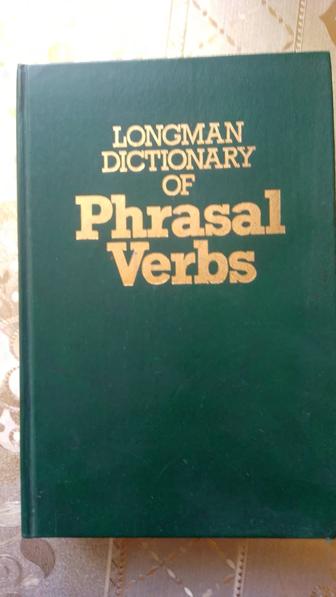 LONGMAN
DICTIONARY
OF
Phrasal
Verbs